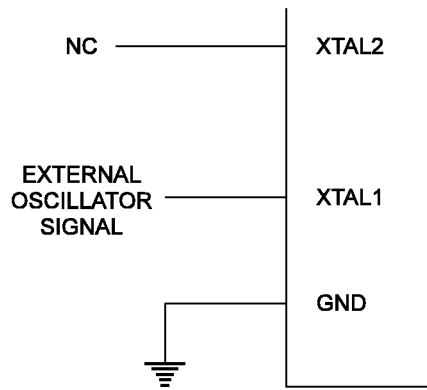 NC
XTAL2
EXTERNAL
OSCILLATOR
SIGNAL
XTAL1
GND